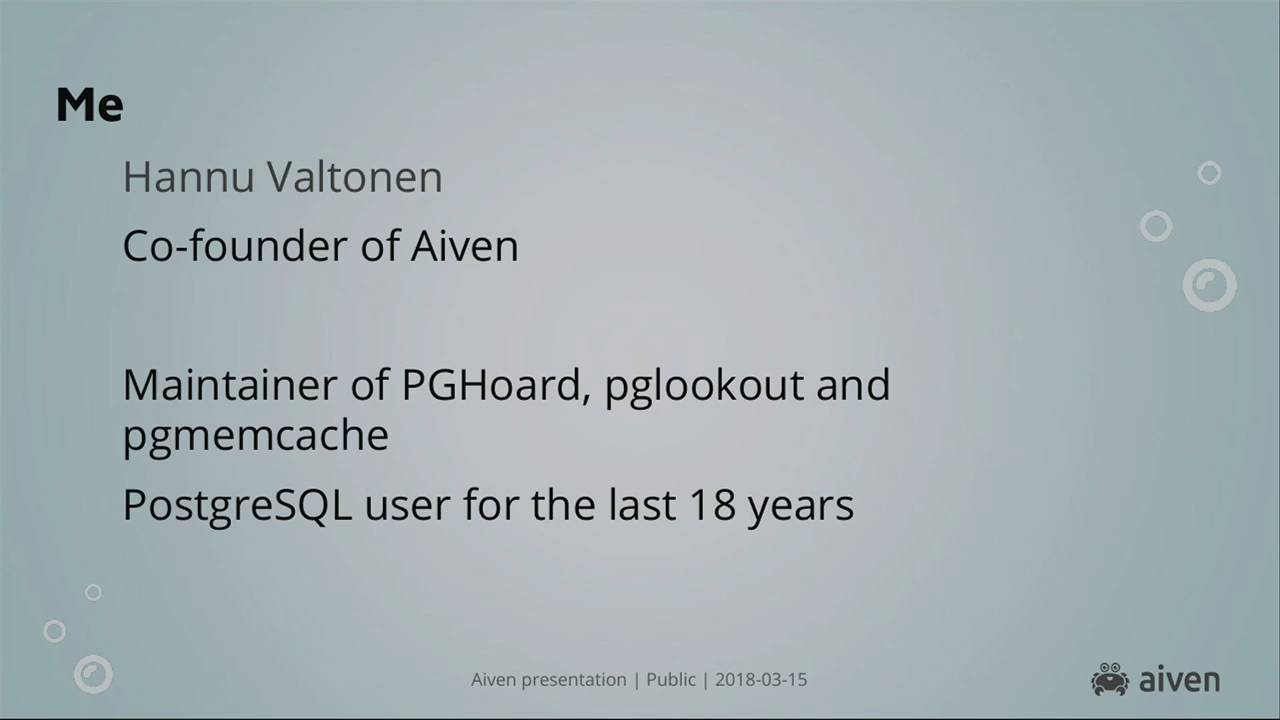 Me
Hannu Valtonen
Co-founder of Aiven
Maintainer of PGHoard, pglookout and
pgmemcache
PostgreSQL user for the last 18 years
Aiven presentation | Public | 2018-03-15
aiven